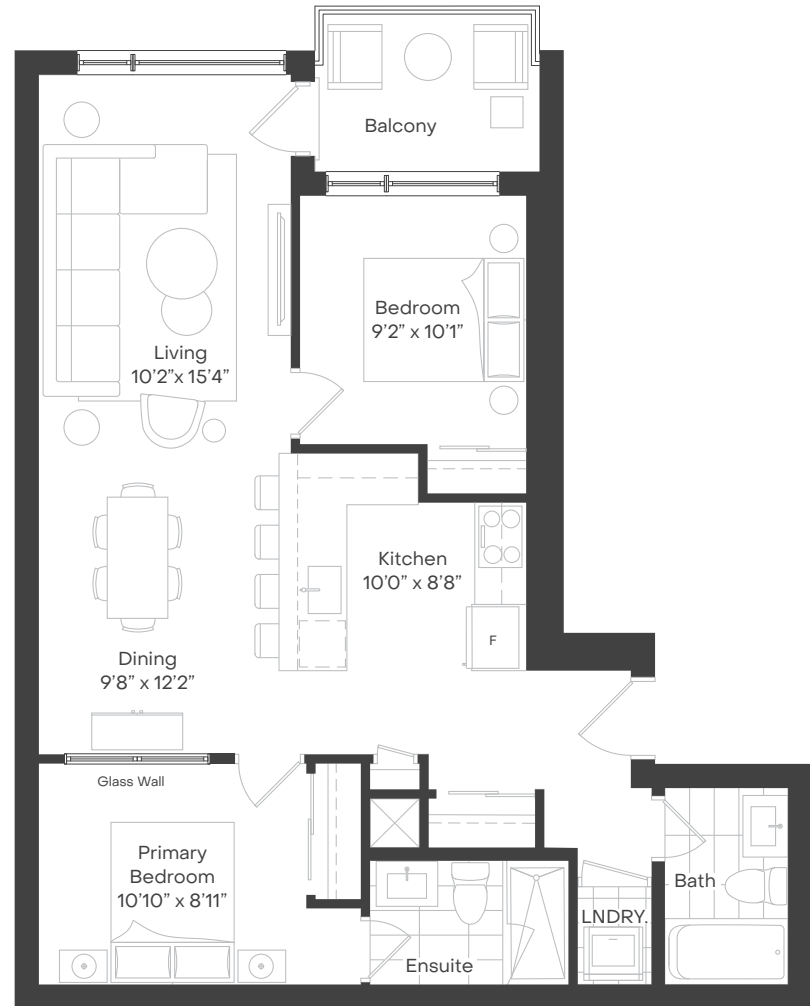 Balcony
Bedroom
9’2” x 10’1”
Living
10’2”x 15’4”
Kitchen
10’0” x 8’8”
F
Dining
9’8” x 12’2”
Glass Wall
Primary
Bedroom
10’10” x 8’11”
Bath
LNDRY.
Ensuite